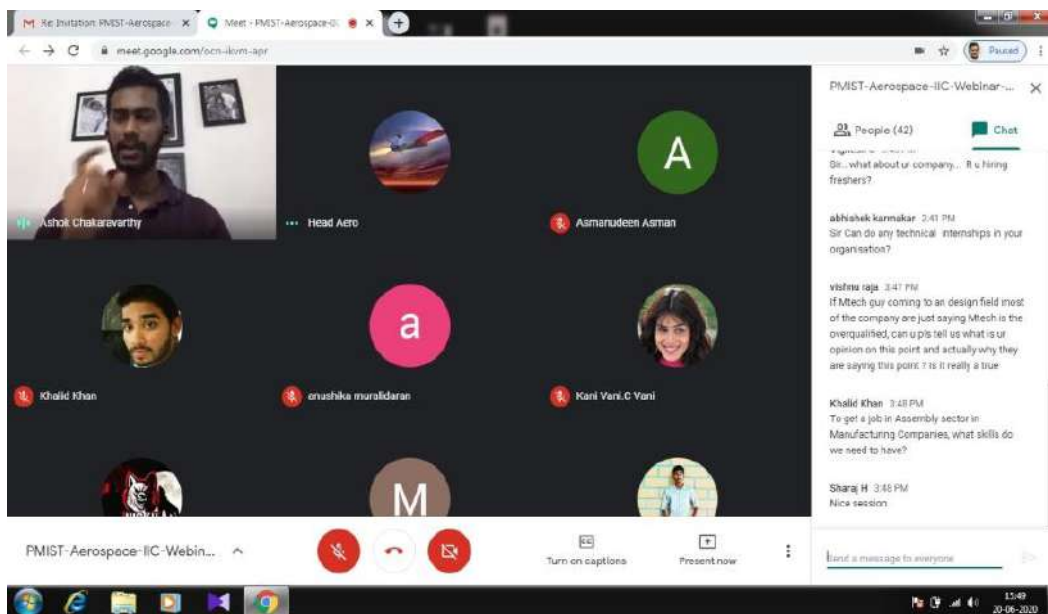 Re: Invitation: PMIST-Aerospace
Meet - PMIST-Aerospace-II
meet.google.com/ocn-ikvm-apr
Paused
PMIST-Aerospace-IIC-Webinar-...
People (42)
Chat
Sir...what about ur company... R u hiring
freshers?
abhishek karmakar 3:41 PM
Sir Can do any technical internships in your
organisation?
vishnu raja 3:47 PM
If Mtech guy coming to an design field most
of the company are just saying Mtech is the
overqualified, can u pls tell us what is ur
opinion on this point and actually why they
are saying this point ? Is it really a true
Khalid Khan 3:48 PM
To get a job in Assembly sector in
Manufacturing Companies, what skills do
we need to have?
Sharaj H 3:48 PM
Nice session
Send a message to everyone
Ashok Chakaravarthy
Head Aero
A
Asmanudeen Asman
Khalid Khan
a
anushika muralidaran
Kani Vani.C Vani
M
PMIST-Aerospace-IIC-Webin...
Turn on captions
Present now
15:49
20-06-2020